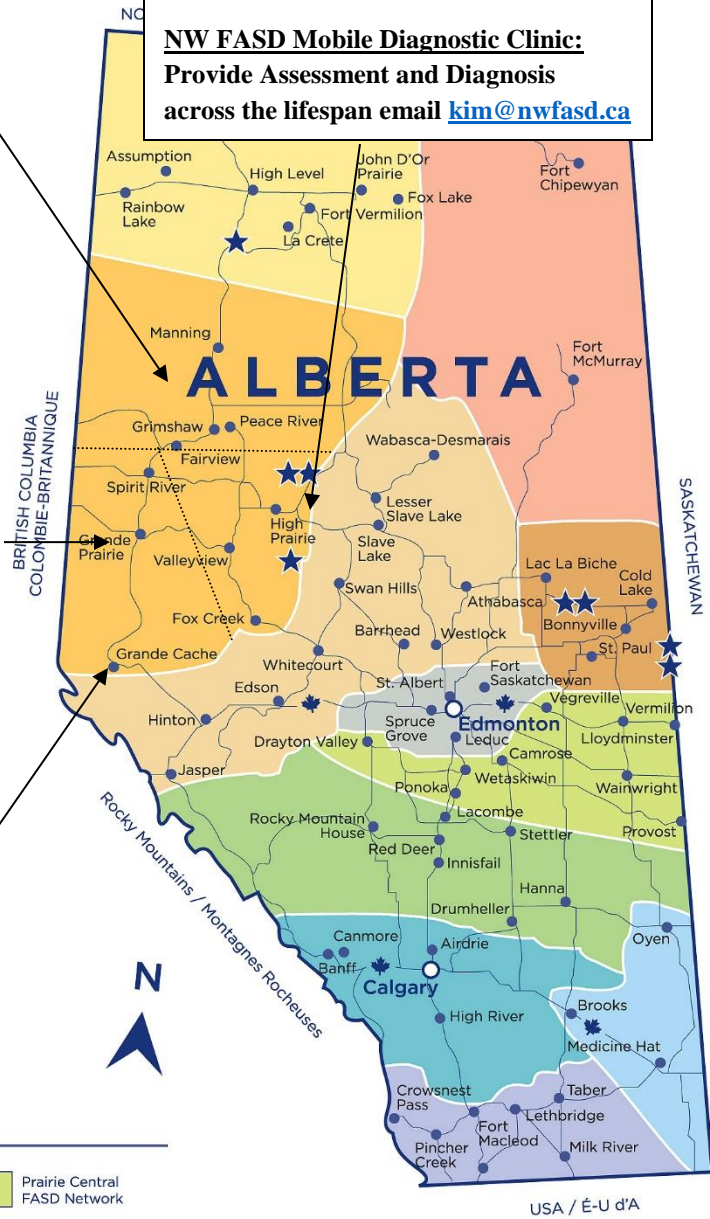 NO
NW FASD Mobile Diagnostic Clinic:
Provide Assessment and Diagnosis
across the lifespan email kim@nwfasd.ca
Assumption
High Level
John D'Or
Prairie
Fort
Chipewyan
Rainbow
Lake
Fox Lake
Fort Vermilion
La Crete
Manning
Fort
McMurray
ALBERTA
BRITISH COLUMBIA
COLOMBIE-BRITANNIQUE
Grimshaw
Peace River
Fairview
Wabasca-Desmarais
Spirit River
SASKATCHEWAN
Lesser
Slave Lake
High
Prairie
Grande
Prairie
Slave
Lake
Valleyview
Lac La Biche
Cold
Lake
Swan Hills
Athabasca
Fox Creek
Bonnyville
Barrhead
Westlock
St. Paul
Grande Cache
Whitecourt
Fort
Saskatchewan
Edson
St. Albert
Vegreville
Vermilion
Hinton
Spruce
Grove
Edmonton
Lloydminster
Drayton Valley
Leduc
Camrose
Jasper
Wetaskiwin
Ponoka
Wainwright
Rocky Mountains / Montagnes Rocheuses
Rocky Mountain
House
Lacombe
Stettler
Provost
Red Deer
Innisfail
Hanna
Drumheller
Oyen
Canmore
Airdrie
Banff
N
Calgary
Brooks
High River
Medicine Hat
Crowsnest
Pass
Taber
Lethbridge
Fort
Macleod
Pincher
Creek
Milk River
Prairie Central
FASD Network
USA / É-U d'A